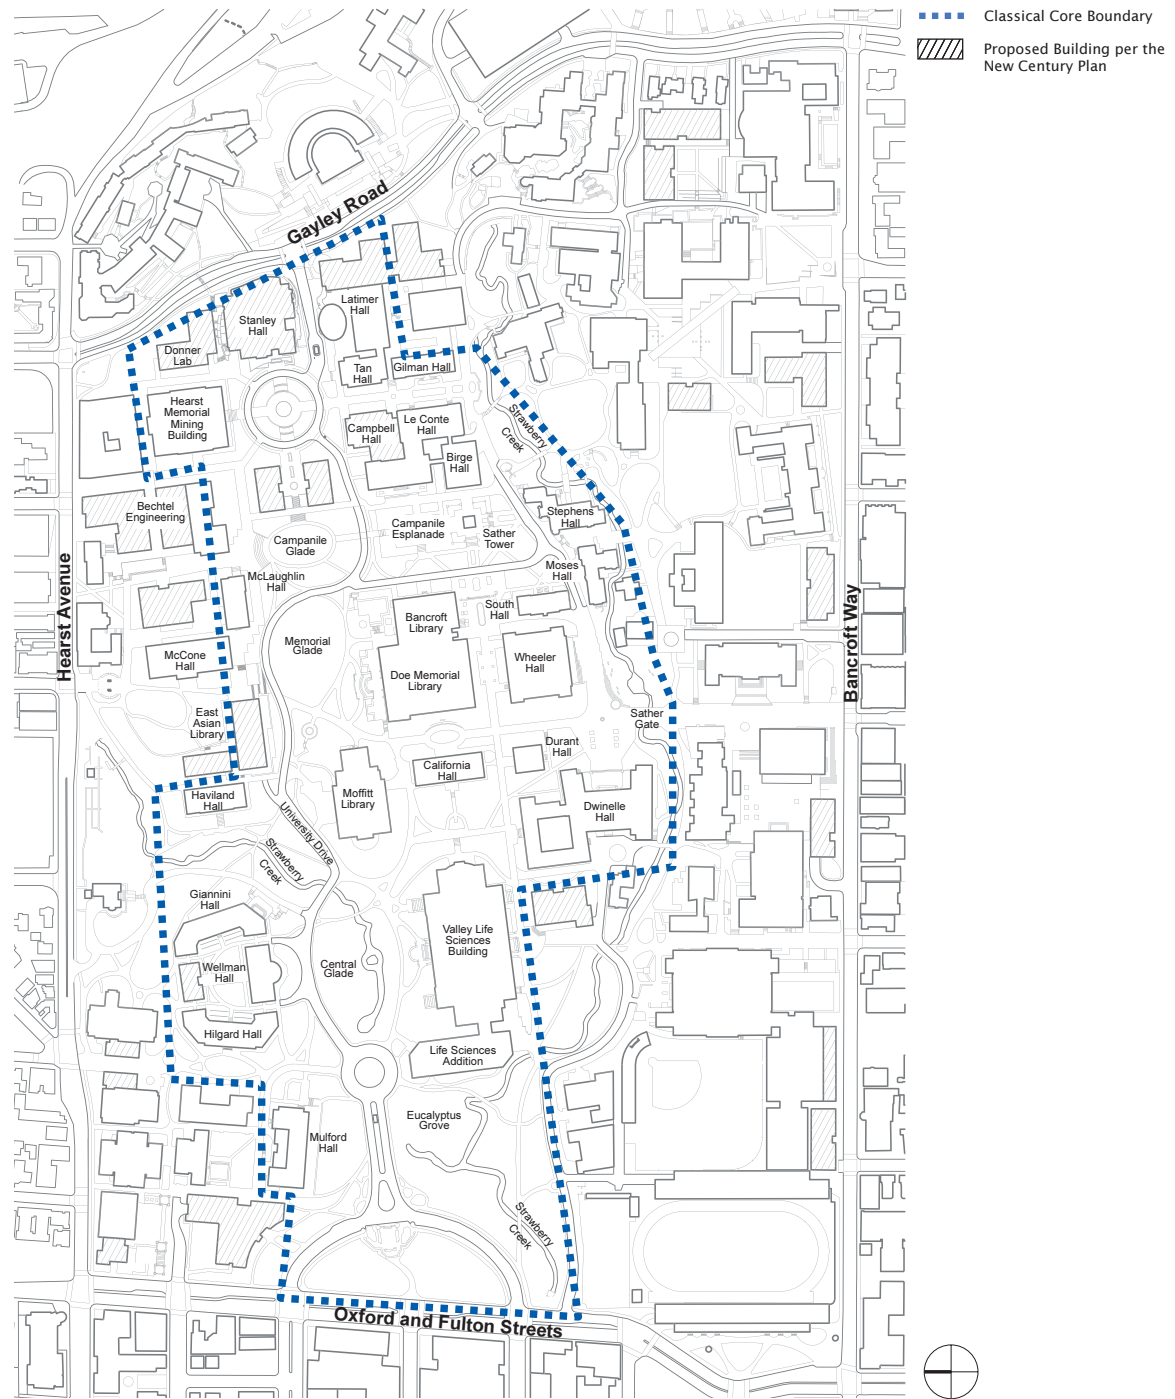 Classical Core Boundary
Proposed Building per the
New Century Plan
Gayley Road
Latimer
Hall
Stanley
Hall
Donner
Lab
Tan
Hall
Gilman Hall
Hearst
Memorial
Mining
Building
Campbell
Hall
Le Conte
Hall
Birge
Hall
Strawberry
Creek
Bechtel
Engineering
Stephens
Hall
Campanile
Esplanade
Sather
Tower
Campanile
Glade
Moses
Hall
McLaughlin
Hall
Hearst Avenue
Bancroft Way
South
Hall
Bancroft
Library
Memorial
Glade
McCone
Hall
Wheeler
Hall
Doe Memorial
Library
East
Asian
Library
Sather
Gate
Durant
Hall
California
Hall
Haviland
Hall
Moffitt
Library
Dwinelle
Hall
University Drive
Strawberry
Creek
Giannini
Hall
Valley Life
Sciences
Building
Wellman
Hall
Central
Glade
Hilgard Hall
Life Sciences
Addition
Eucalyptus
Grove
Mulford
Hall
Strawberry
Creek
Oxford and Fulton Streets